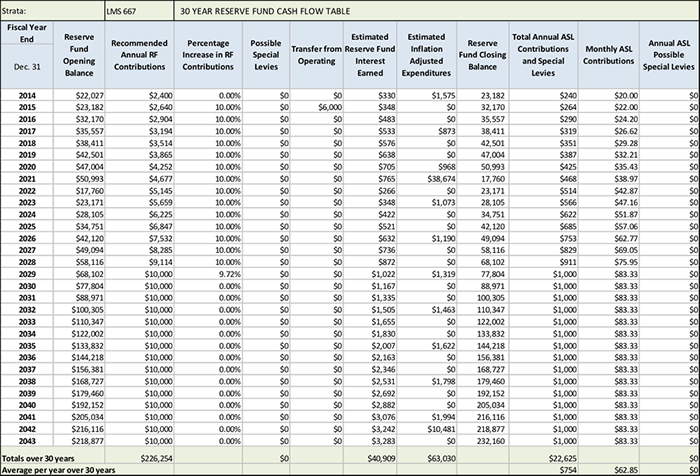 Strata: LMS 667 30 YEAR RESERVE FUND CASH FLOW TABLE
Fiscal Year End Dec. 31 Reserve Fund Opening Balance Recommended Annual RF Contributions Percentage Increase in RF Contributions Possible Special Levies Transfer from Operating Estimated Reserve Fund Interest Earned Estimated Inflation Adjusted Expenditures Reserve Fund Closing Balance Total Annual ASL Contributions and Special Levies Monthly ASL Contributions Annual ASL Possible Special Levies
2014 $22,027 $2,400 0.00% $0 $0 $330 $1,575 23,182 $240 $20.00 $0
2015 $23,182 $2,640 10.00% $0 $6,000 $348 $0 32,170 $264 $22.00 $0
2016 $32,170 $2,904 10.00% $0 $0 $483 $0 35,557 $290 $24.20 $0
2017 $35,557 $3,194 10.00% $0 $0 $533 $873 38,411 $319 $26.62 $0
2018 $38,411 $3,514 10.00% $0 $0 $576 $0 42,501 $351 $29.28 $0
2019 $42,501 $3,865 10.00% $0 $0 $638 $0 47,004 $387 $32.21 $0
2020 $47,004 $4,252 10.00% $0 $0 $705 $968 50,993 $425 $35.43 $0
2021 $50,993 $4,677 10.00% $0 $0 $765 $38,674 17,760 $468 $38.97 $0
2022 $17,760 $5,145 10.00% $0 $0 $266 $0 23,171 $514 $42.87 $0
2023 $23,171 $5,659 10.00% $0 $0 $348 $1,073 28,105 $566 $47.16 $0
2024 $28,105 $6,225 10.00% $0 $0 $422 $0 34,751 $622 $51.87 $0
2025 $34,751 $6,847 10.00% $0 $0 $521 $0 42,120 $685 $57.06 $0
2026 $42,120 $7,532 10.00% $0 $0 $632 $1,190 49,094 $753 $62.77 $0
2027 $49,094 $8,285 10.00% $0 $0 $736 $0 58,116 $829 $69.05 $0
2028 $58,116 $9,114 10.00% $0 $0 $872 $0 68,102 $911 $75.95 $0
2029 $68,102 $10,000 9.72% $0 $0 $1,022 $1,319 77,804 $1,000 $83.33 $0
2030 $77,804 $10,000 0.00% $0 $0 $1,167 $0 88,971 $1,000 $83.33 $0
2031 $88,971 $10,000 0.00% $0 $0 $1,335 $0 100,305 $1,000 $83.33 $0
2032 $100,305 $10,000 0.00% $0 $0 $1,505 $1,463 110,347 $1,000 $83.33 $0
2033 $110,347 $10,000 0.00% $0 $0 $1,655 $0 122,002 $1,000 $83.33 $0
2034 $122,002 $10,000 0.00% $0 $0 $1,830 $0 133,832 $1,000 $83.33 $0
2035 $133,832 $10,000 0.00% $0 $0 $2,007 $1,622 144,218 $1,000 $83.33 $0
2036 $144,218 $10,000 0.00% $0 $0 $2,163 $0 156,381 $1,000 $83.33 $0
2037 $156,381 $10,000 0.00% $0 $0 $2,346 $0 168,727 $1,000 $83.33 $0
2038 $168,727 $10,000 0.00% $0 $0 $2,531 $1,798 179,460 $1,000 $83.33 $0
2039 $179,460 $10,000 0.00% $0 $0 $2,692 $0 192,152 $1,000 $83.33 $0
2040 $192,152 $10,000 0.00% $0 $0 $2,882 $0 205,034 $1,000 $83.33 $0
2041 $205,034 $10,000 0.00% $0 $0 $3,076 $1,994 216,116 $1,000 $83.33 $0
2042 $216,116 $10,000 0.00% $0 $0 $3,242 $10,481 218,877 $1,000 $83.33 $0
2043 $218,877 $10,000 0.00% $0 $0 $3,283 $0 232,160 $1,000 $83.33 $0
Totals over 30 years $226,254 $0 $40,909 $63,030 $22,625 $0
Average per year over 30 years $754 $62.85 $0